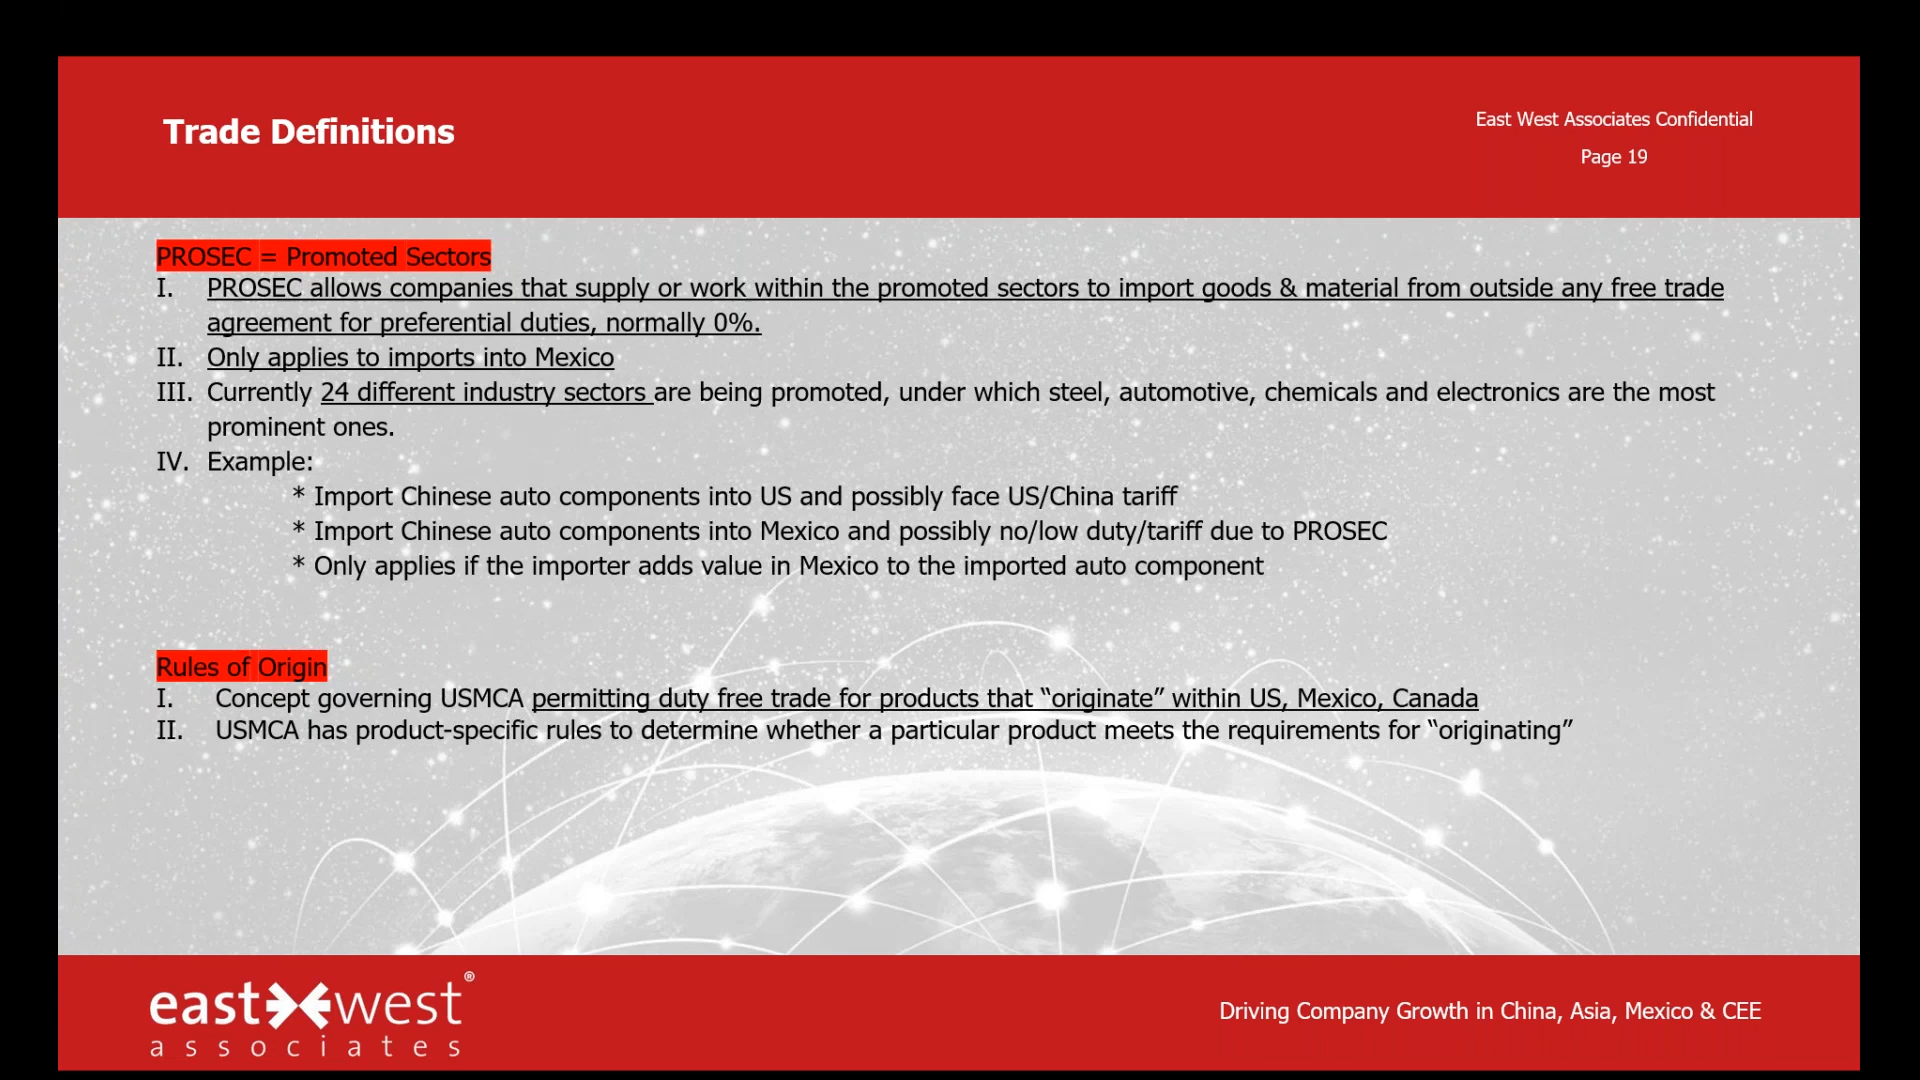 Trade Definitions
East West Associates Confidential
Page 19
PROSEC = Promoted Sectors
I. PROSEC allows companies that supply or work within the promoted sectors to import goods & material from outside any free trade
agreement for preferential duties, normally 0%.
II. Only applies to imports into Mexico
III. Currently 24 different industry sectors are being promoted, under which steel, automotive, chemicals and electronics are the most
prominent ones.
IV. Example:
* Import Chinese auto components into US and possibly face US/China tariff
* Import Chinese auto components into Mexico and possibly no/low duty/tariff due to PROSEC
* Only applies if the importer adds value in Mexico to the imported auto component
Rules of Origin
I. Concept governing USMCA permitting duty free trade for products that “originate” within US, Mexico, Canada
II. USMCA has product-specific rules to determine whether a particular product meets the requirements for “originating”
east west ®
associates
Driving Company Growth in China, Asia, Mexico & CEE